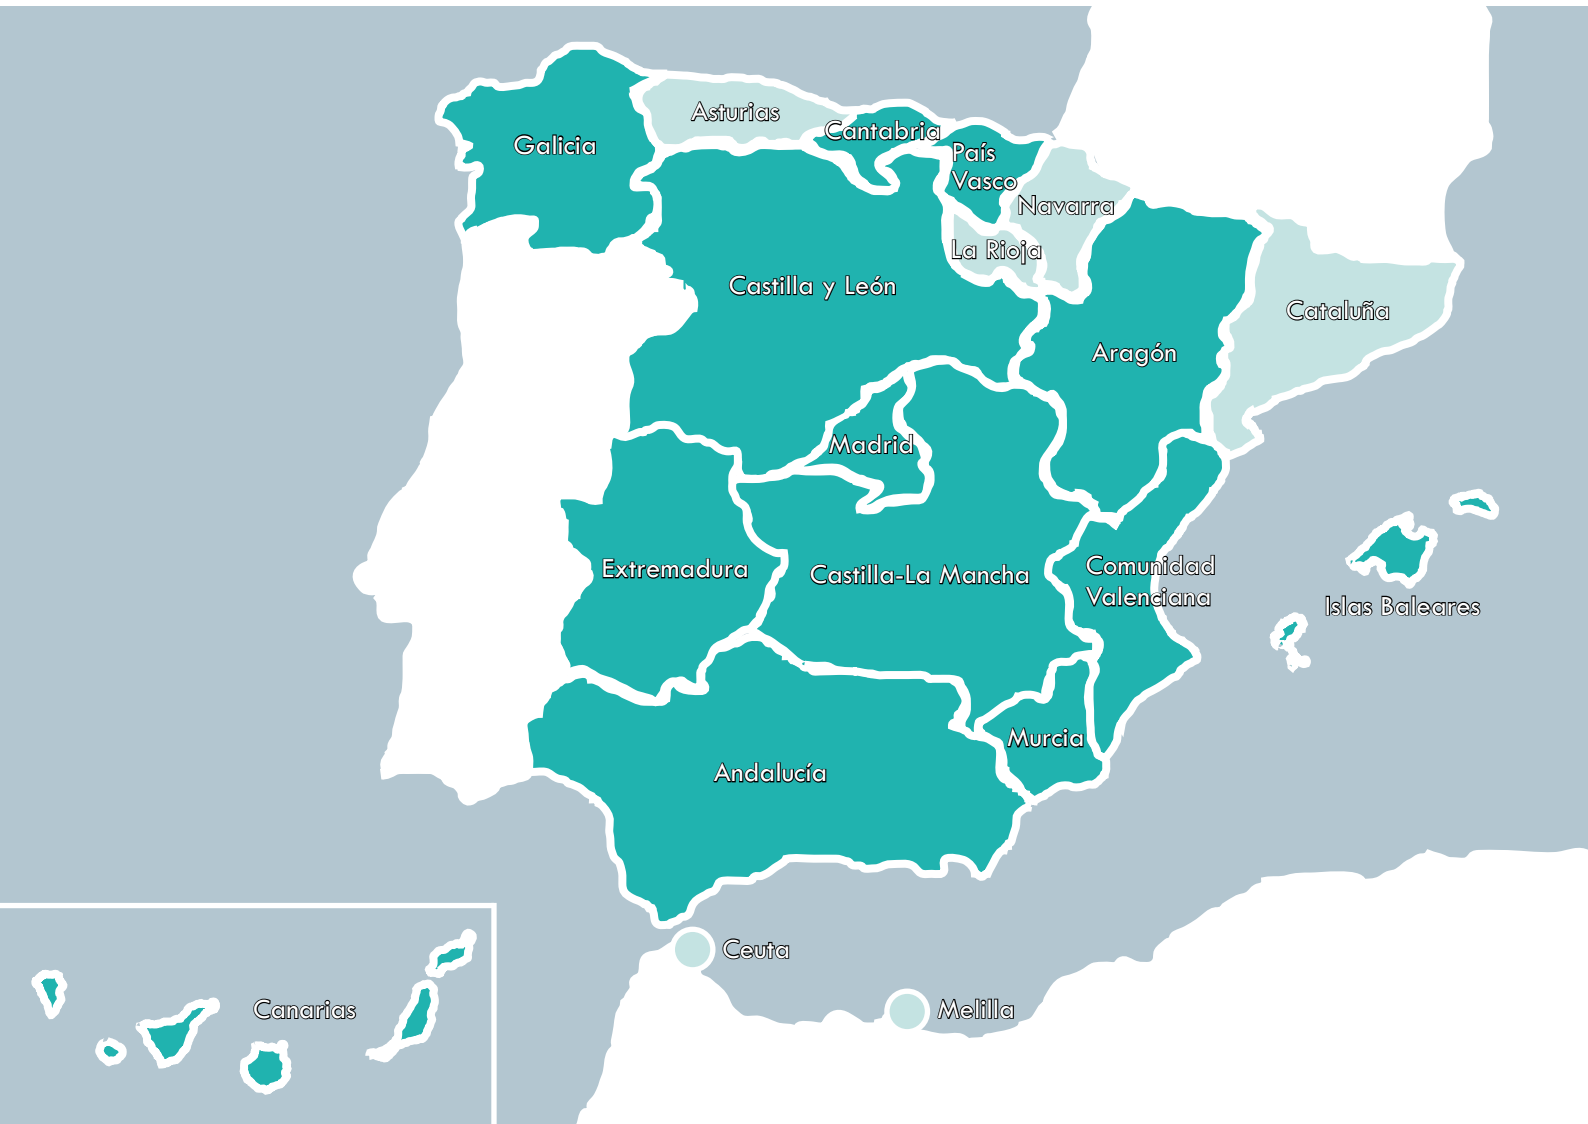 Asturias
Cantabria
Galicia
País
Vasco
Navarra
La Rioja
Castilla y León
Cataluña
Aragón
Madrid
Extremadura
Castilla-La Mancha
Comunidad
Valenciana
Islas Baleares
Murcia
Andalucía
Ceuta
Canarias
Melilla